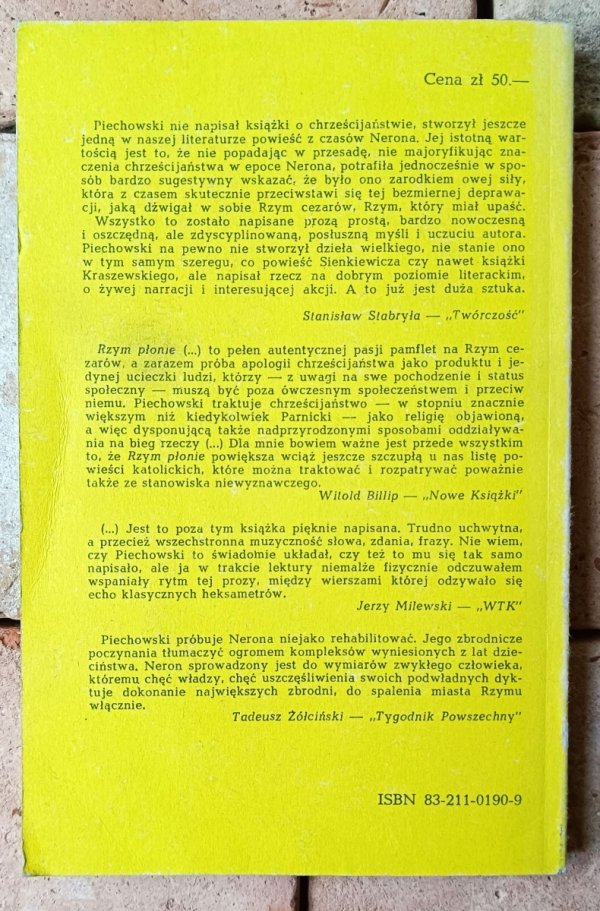 Cena zł 50.—
Piechowski nie napisał książki o chrześcijaństwie, stworzył jeszcze
jedną w naszej literaturze powieść z czasów Nerona. Jej istotną war-
tością jest to, że nie popadając w przesadę, nie majoryfikując zna-
czenia chrześcijaństwa w epoce Nerona, potrafiła jednocześnie w spo-
sób bardzo sugestywny wskazać, że było ono zarodkiem owej siły,
która z czasem skutecznie przeciwstawi się tej bezmiernej deprawa-
cji, jaką dźwigał w sobie Rzym cezarów, Rzym, który miał upaść.
Wszystko to zostało napisane prozą prostą, bardzo nowoczesną
i oszczędną, ale zdyscyplinowaną, posłuszną myśli i uczuciu autora.
Piechowski na pewno nie stworzył dzieła wielkiego, nie stanie ono
w tym samym szeregu, co powieść Sienkiewicza czy nawet książki
Kraszewskiego, ale napisał rzecz na dobrym poziomie literackim,
o żywej narracji i interesującej akcji. A to już jest duża sztuka.
Stanisław Stabryła — „Twórczość"
Rzym płonie (...) to pełen autentycznej pasji pamflet na Rzym ce-
zarów, a zarazem próba apologii chrześcijaństwa jako produktu i je-
dynej ucieczki ludzi, którzy — z uwagi na swe pochodzenie i status
społeczny — muszą być poza ówczesnym społeczeństwem i przeciw
niemu. Piechowski traktuje chrześcijaństwo — w stopniu znacznie
większym niż kiedykolwiek Parnicki — jako religię objawioną,
a więc dysponującą także nadprzyrodzonymi sposobami oddziaływa-
nia na bieg rzeczy (...) Dla mnie bowiem ważne jest przede wszystkim
to, że Rzym płonie powiększa wciąż jeszcze szczupłą u nas listę po-
wieści katolickich, które można traktować i rozpatrywać poważnie
także ze stanowiska niewyznawczego.
Witold Billip — „Nowe Książki"
(...) Jest to poza tym książka pięknie napisana. Trudno uchwytna,
a przecież wszechstronna muzyczność słowa, zdania, frazy. Nie wiem,
czy Piechowski to świadomie układał, czy też to mu się tak samo
napisało, ale ja w trakcie lektury niemalże fizycznie odczuwałem
wspaniały rytm tej prozy, między wierszami której odzywało się
echo klasycznych heksametrów.
Jerzy Milewski — „WTK"
Piechowski próbuje Nerona niejako rehabilitować. Jego zbrodnicze
poczynania tłumaczyć ogromem kompleksów wyniesionych z lat dzie-
ciństwa. Neron sprowadzony jest do wymiarów zwykłego człowieka,
któremu chęć władzy, chęć uszczęśliwienia swoich podwładnych dyk-
tuje dokonanie największych zbrodni, do spalenia miasta Rzymu
włącznie.
Tadeusz Żółciński — „Tygodnik Powszechny"
ISBN 83-211-0190-9